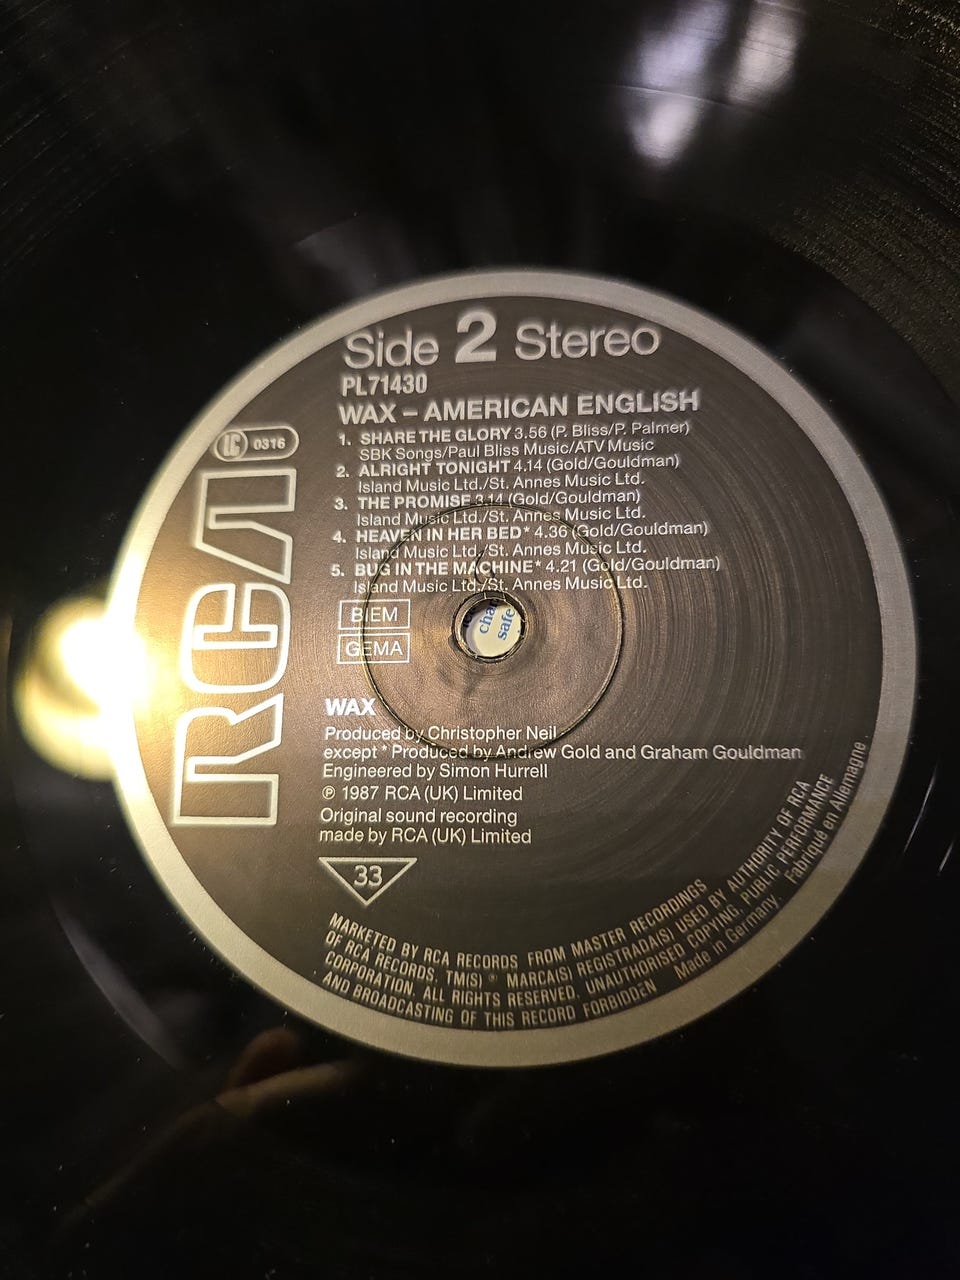 Side 2 Stereo
PL71430
WAX – AMERICAN ENGLISH
1. SHARE THE GLORY 3.56 (P. Bliss/P. Palmer)
SBK Songs/Paul Bliss Music/ATV Music
2. ALRIGHT TONIGHT 4.14 (Gold/Gouldman)
Island Music Ltd./St. Annes Music Ltd.
3. THE PROMISE 3.14 (Gold/Gouldman)
Island Music Ltd./St. Annes Music Ltd.
4. HEAVEN IN HER BED* 4.36 (Gold/Gouldman)
Island Music Ltd./St. Annes Music Ltd.
5. BUG IN THE MACHINE* 4.21 (Gold/Gouldman)
Island Music Ltd./St. Annes Music Ltd.
LC 0316
RCA
BIEM
GEMA
char
safe
WAX
Produced by Christopher Neil
except * Produced by Andrew Gold and Graham Gouldman
Engineered by Simon Hurrell
℗ 1987 RCA (UK) Limited
Original sound recording
made by RCA (UK) Limited
33
MARKETED BY RCA RECORDS FROM MASTER RECORDINGS
OF RCA RECORDS. TM(S) ® MARCA(S) REGISTRADA(S) USED BY AUTHORITY OF RCA
CORPORATION. ALL RIGHTS RESERVED. UNAUTHORISED COPYING, PUBLIC PERFORMANCE
AND BROADCASTING OF THIS RECORD FORBIDDEN
Made in Germany. Fabriqué en Allemagne.